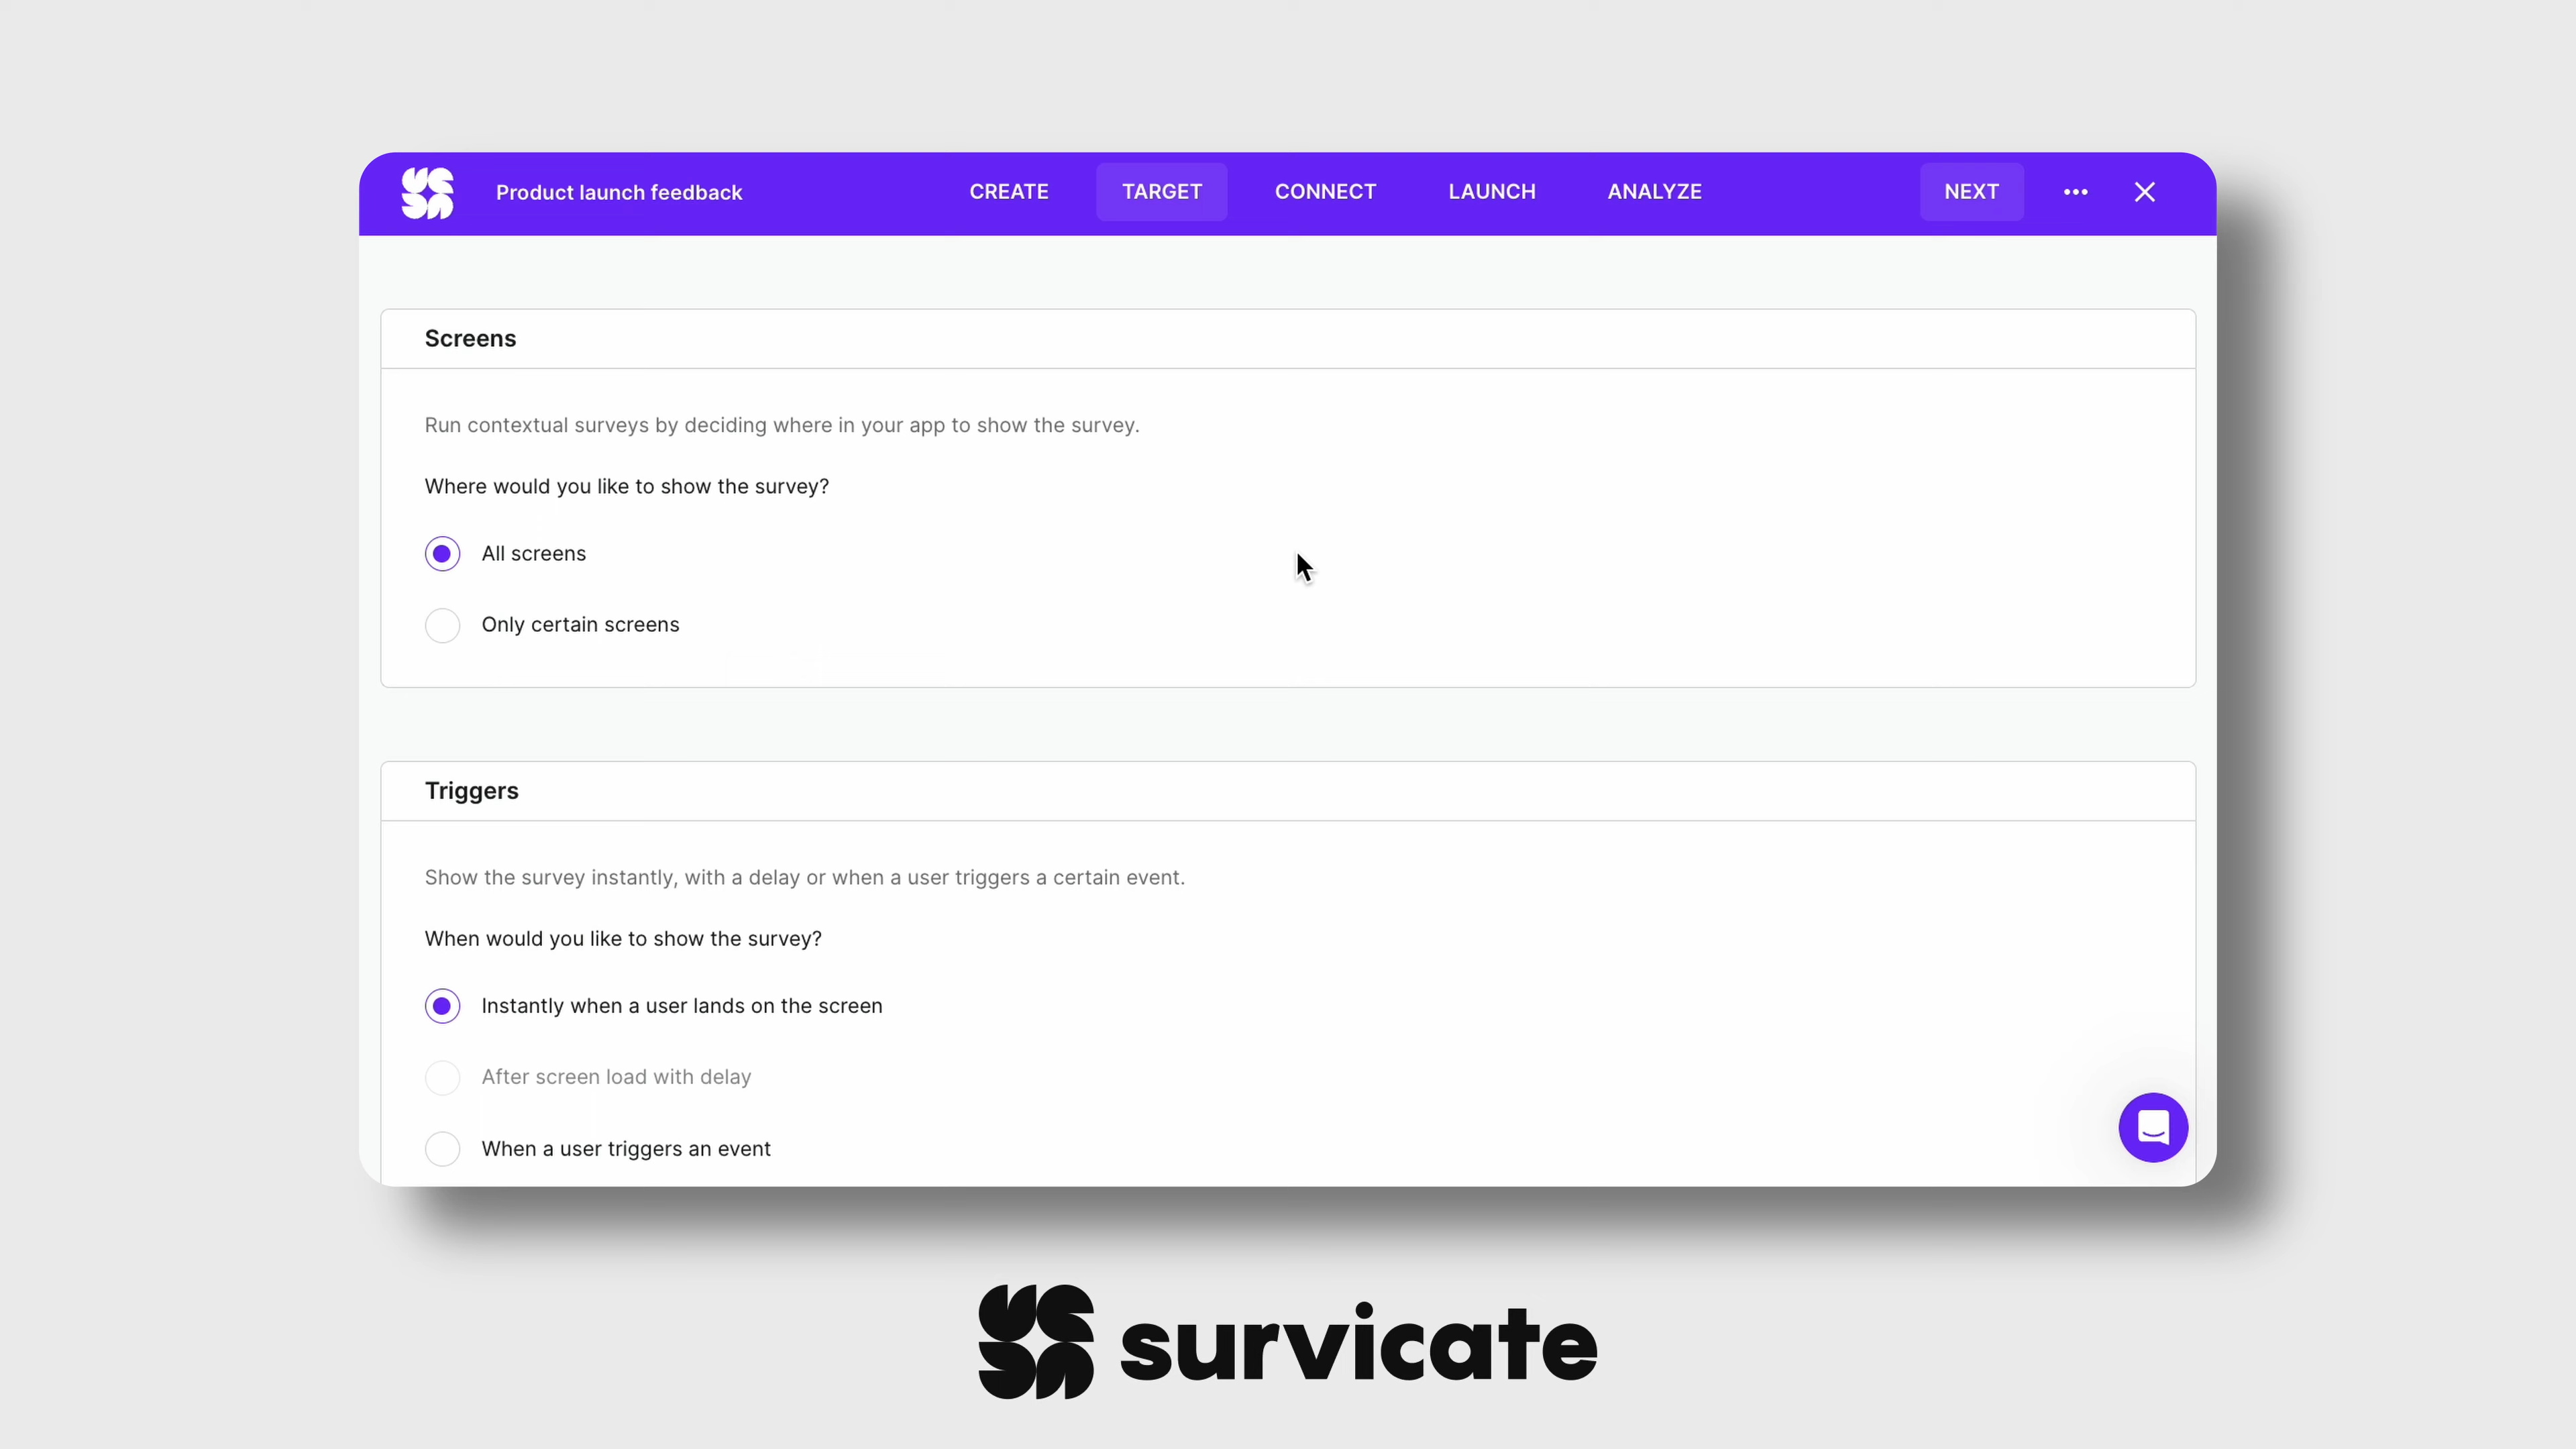 Product launch feedback CREATE TARGET CONNECT LAUNCH ANALYZE NEXT
Screens
Run contextual surveys by deciding where in your app to show the survey.
Where would you like to show the survey?
All screens
Only certain screens
Triggers
Show the survey instantly, with a delay or when a user triggers a certain event.
When would you like to show the survey?
Instantly when a user lands on the screen
After screen load with delay
When a user triggers an event
survicate